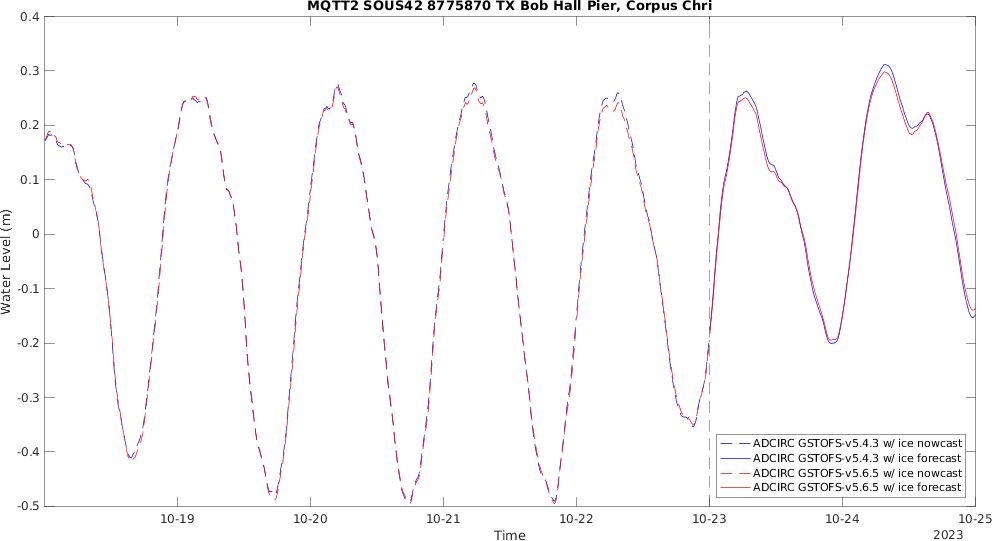 MQTT2 SOUS42 8775870 TX Bob Hall Pier, Corpus Chri
0.4
0.3
0.2
0.1
0
-0.1
-0.2
-0.3
-0.4
-0.5
Water Level (m)
10-19
10-20
10-21
10-22
10-23
10-24
10-25
Time
2023
ADCIRC GSTOFS-v5.4.3 w/ ice nowcast
ADCIRC GSTOFS-v5.4.3 w/ ice forecast
ADCIRC GSTOFS-v5.6.5 w/ ice nowcast
ADCIRC GSTOFS-v5.6.5 w/ ice forecast